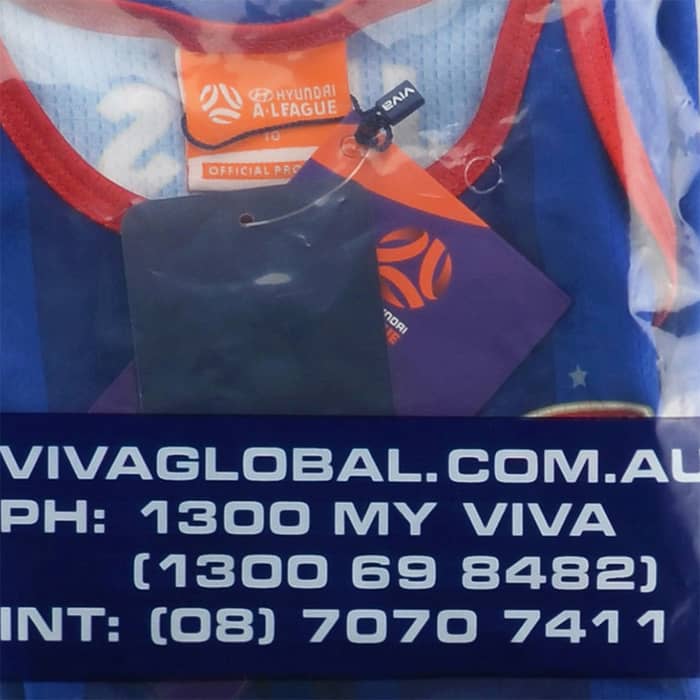 HYUNDAI
A-LEAGUE
10
OFFICIAL PRO
VIVA
VIVAGLOBAL.COM.AU
PH: 1300 MY VIVA
(1300 69 8482)
INT: (08) 7070 7411